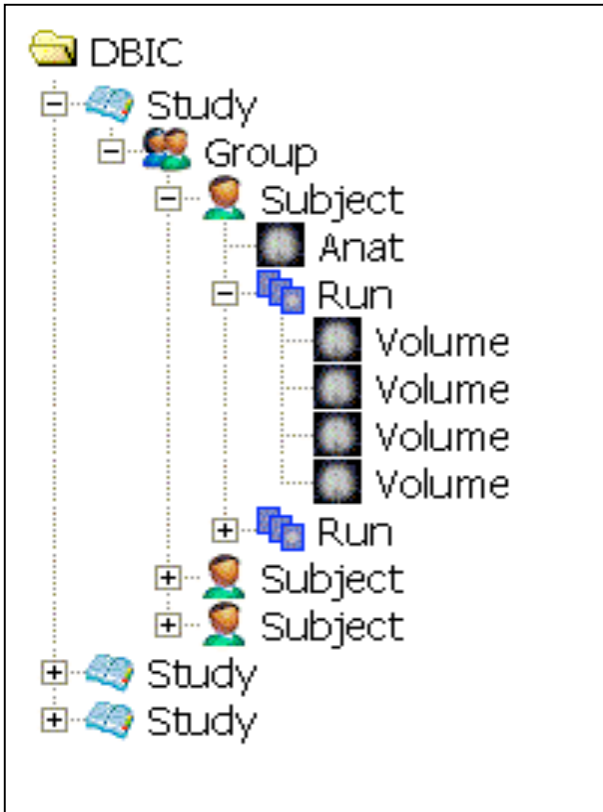 DBIC
Study
Group
Subject
Anat
Run
Volume
Volume
Volume
Volume
Run
Subject
Subject
Study
Study